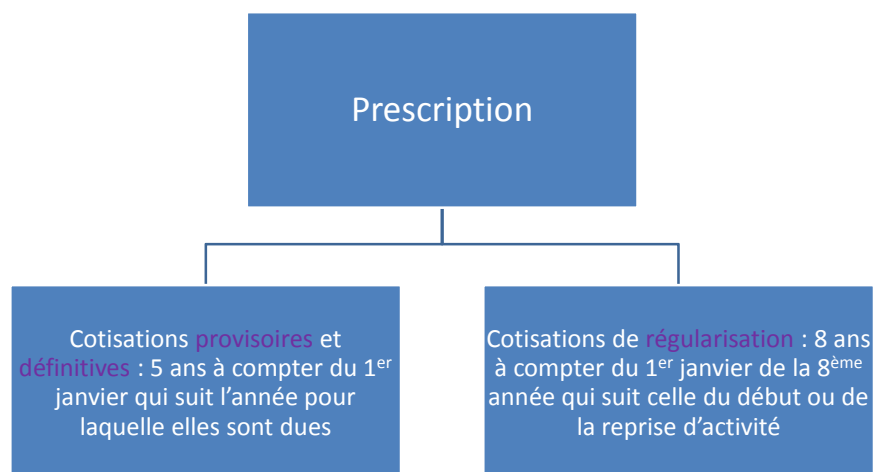 Prescription
Cotisations provisoires et
définitives : 5 ans à compter du 1er
janvier qui suit l’année pour
laquelle elles sont dues
Cotisations de régularisation : 8 ans
à compter du 1er janvier de la 8ème
année qui suit celle du début ou de
la reprise d’activité